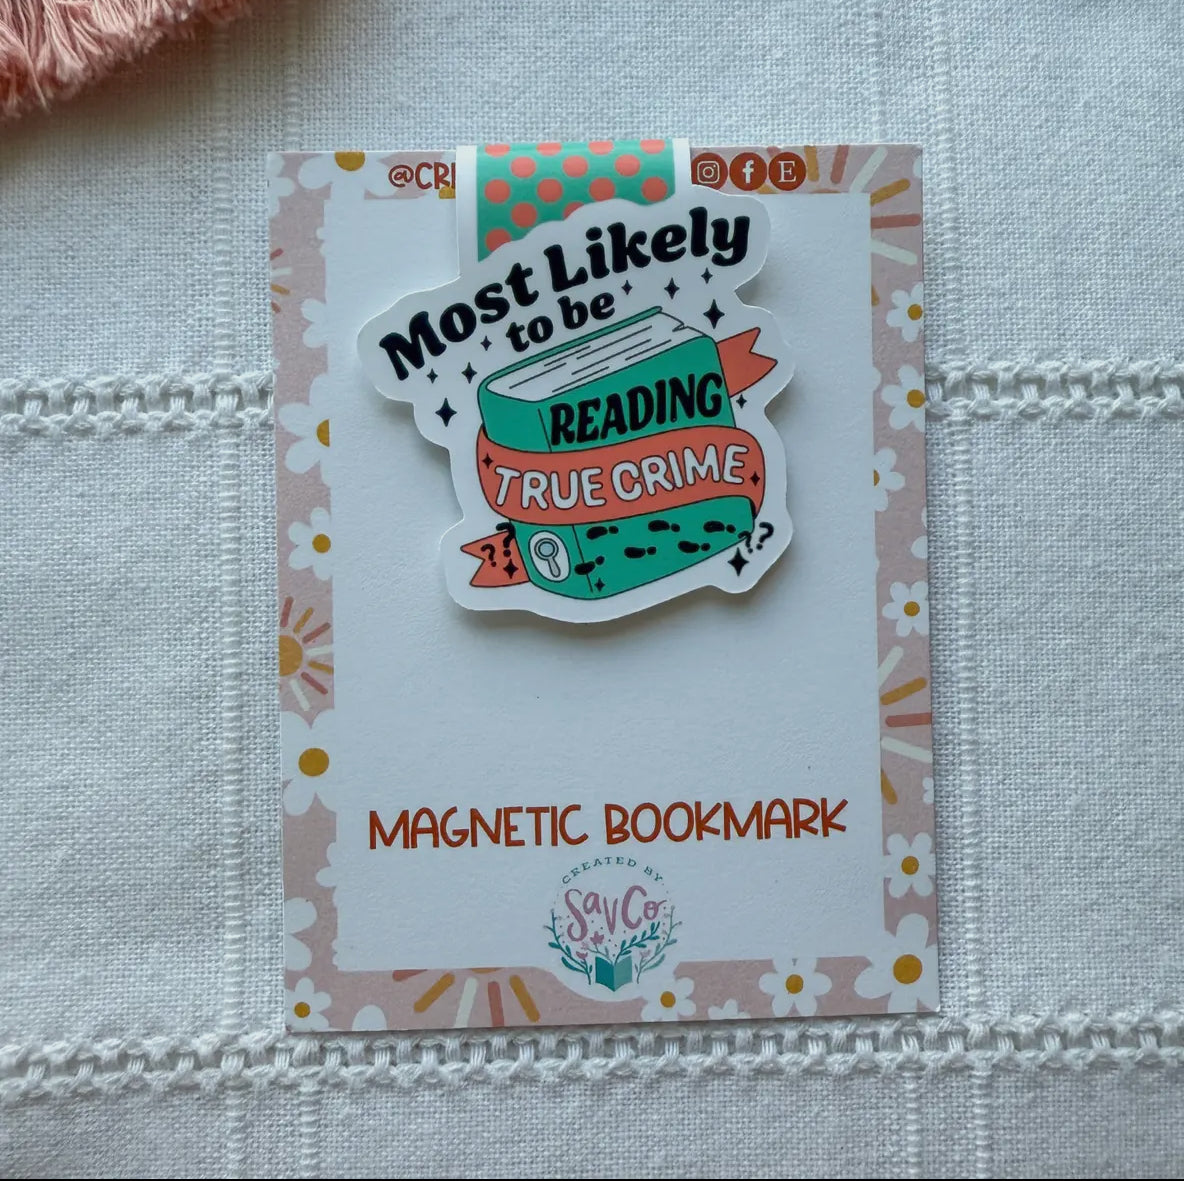 Most Likely
to be
READING
TRUE CRIME
? ? ? ?
MAGNETIC BOOKMARK
CREATED BY
SavCo